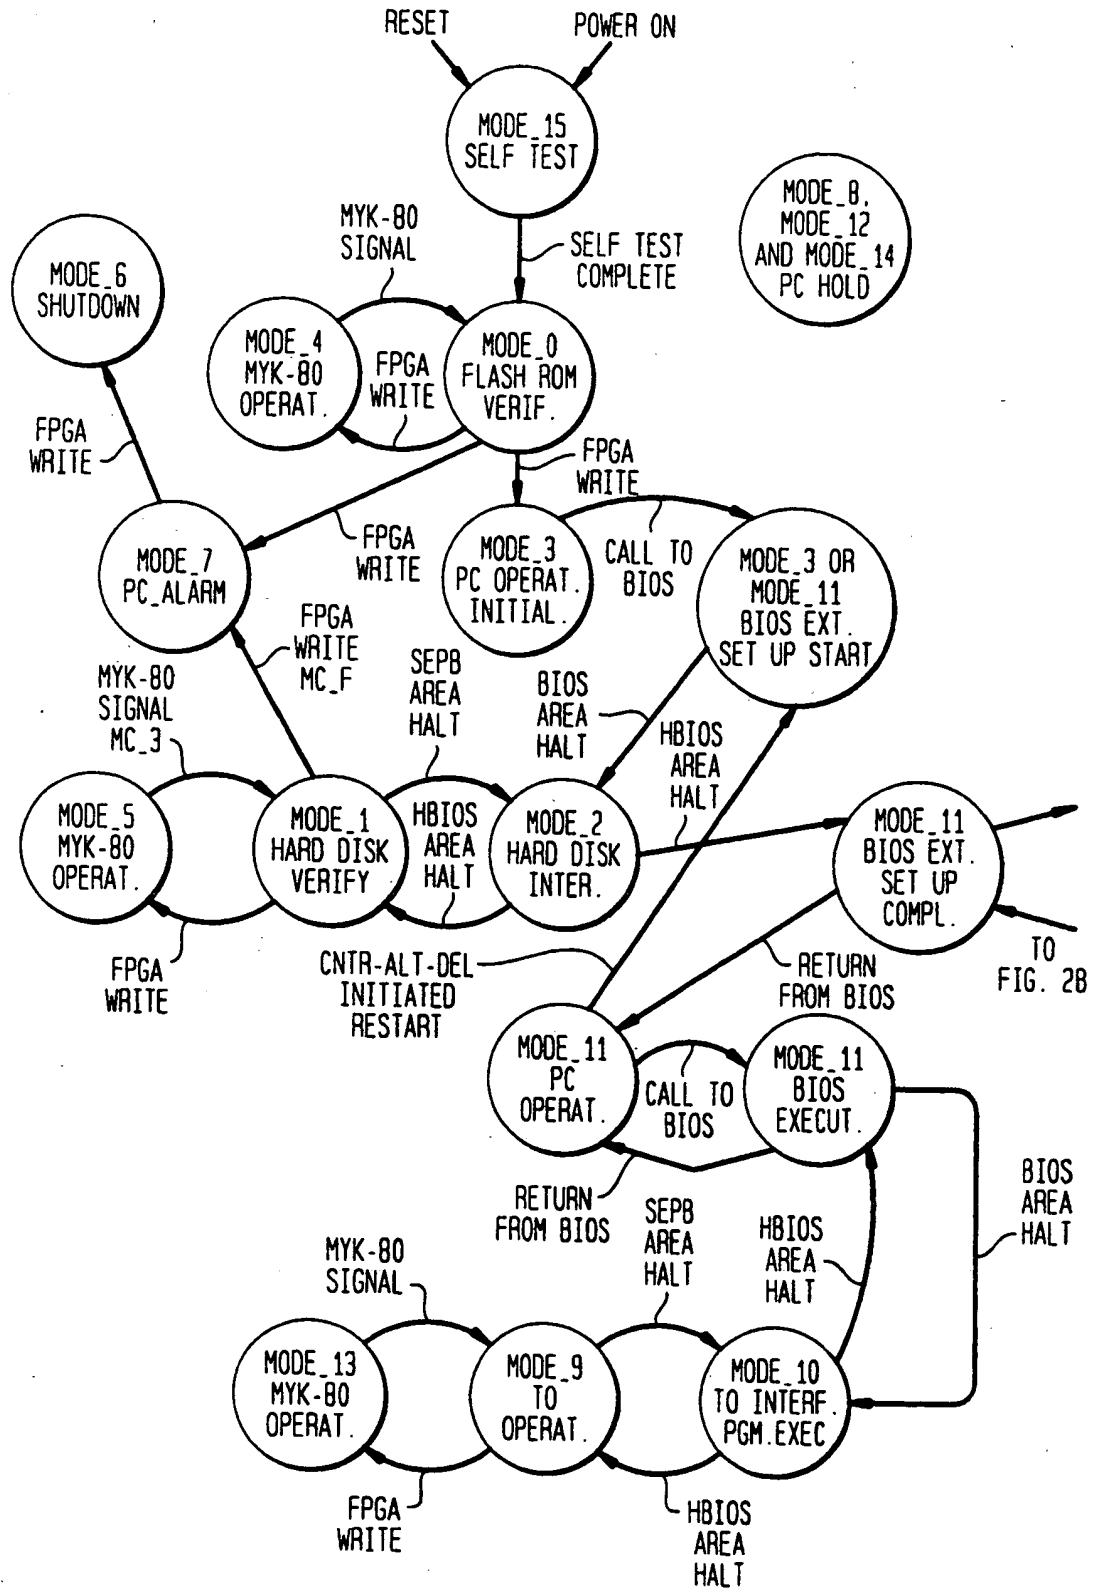 RESET
POWER ON
MODE_15
SELF TEST
MODE_8,
MODE_12
AND MODE_14
PC HOLD
MYK-80
SIGNAL
SELF TEST
COMPLETE
MODE_6
SHUTDOWN
MODE_4
MYK-80
OPERAT.
FPGA
WRITE
MODE_0
FLASH ROM
VERIF.
FPGA
WRITE
FPGA
WRITE
MODE_7
PC_ALARM
FPGA
WRITE
MODE_3
PC OPERAT.
INITIAL.
CALL TO
BIOS
MODE_3 OR
MODE_11
BIOS EXT.
SET UP START
FPGA
WRITE
MC_F
MYK-80
SIGNAL
MC_3
SEPB
AREA
HALT
BIOS
AREA
HALT
HBIOS
AREA
HALT
MODE_5
MYK-80
OPERAT.
MODE_1
HARD DISK
VERIFY
HBIOS
AREA
HALT
MODE_2
HARD DISK
INTER.
MODE_11
BIOS EXT.
SET UP
COMPL.
FPGA
WRITE
CNTR-ALT-DEL
INITIATED
RESTART
RETURN
FROM BIOS
TO
FIG. 2B
MODE_11
PC
OPERAT.
CALL TO
BIOS
MODE_11
BIOS
EXECUT.
RETURN
FROM BIOS
SEPB
AREA
HALT
HBIOS
AREA
HALT
BIOS
AREA
HALT
MYK-80
SIGNAL
MODE_13
MYK-80
OPERAT.
MODE_9
TO
OPERAT.
MODE_10
TO INTERF.
PGM.EXEC
FPGA
WRITE
HBIOS
AREA
HALT